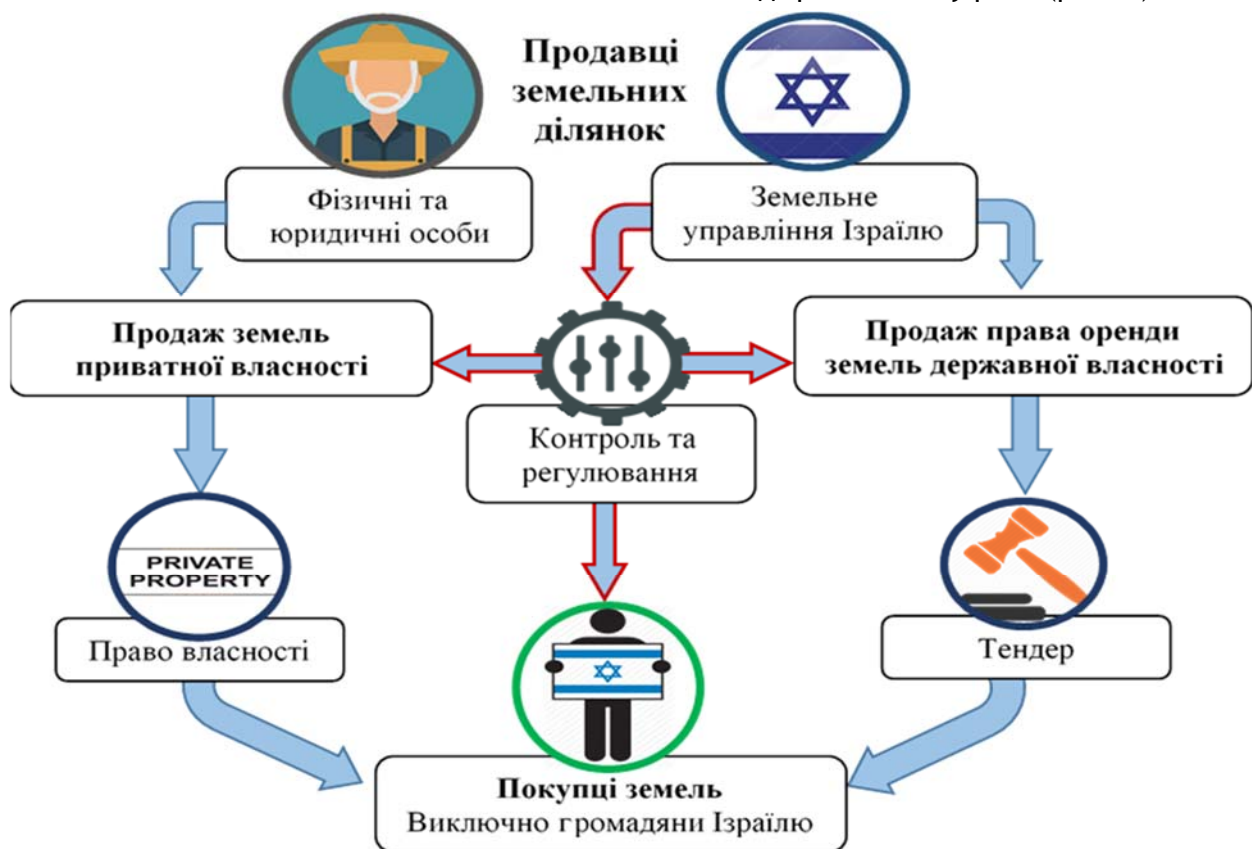 Продавці
земельних
ділянок
Фізичні та
юридичні особи
Земельне
управління Ізраїлю
Продаж земель
приватної власності
Продаж права оренди
земель державної власності
Контроль та
регулювання
PRIVATE
PROPERTY
Право власності
Тендер
Покупці земель
Виключно громадяни Ізраїлю